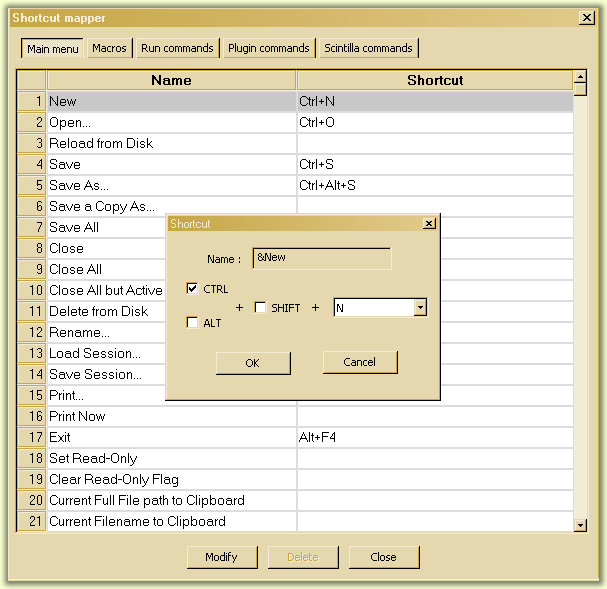 Shortcut mapper
Main menu Macros Run commands Plugin commands Scintilla commands
Name Shortcut
1 New Ctrl+N
2 Open... Ctrl+O
3 Reload from Disk
4 Save Ctrl+S
5 Save As... Ctrl+Alt+S
6 Save a Copy As...
7 Save All
8 Close
9 Close All
10 Close All but Active
11 Delete from Disk
12 Rename...
13 Load Session...
14 Save Session...
15 Print...
16 Print Now
17 Exit Alt+F4
18 Set Read-Only
19 Clear Read-Only Flag
20 Current Full File path to Clipboard
21 Current Filename to Clipboard
Shortcut
Name : &New
CTRL
+ SHIFT + N
ALT
OK Cancel
Modify Delete Close